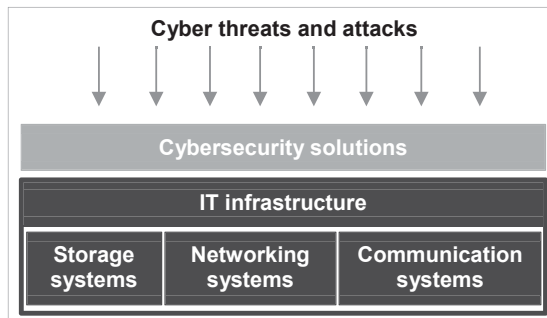 Cyber threats and attacks
Cybersecurity solutions
IT infrastructure
Storage
systems
Networking
systems
Communication
systems